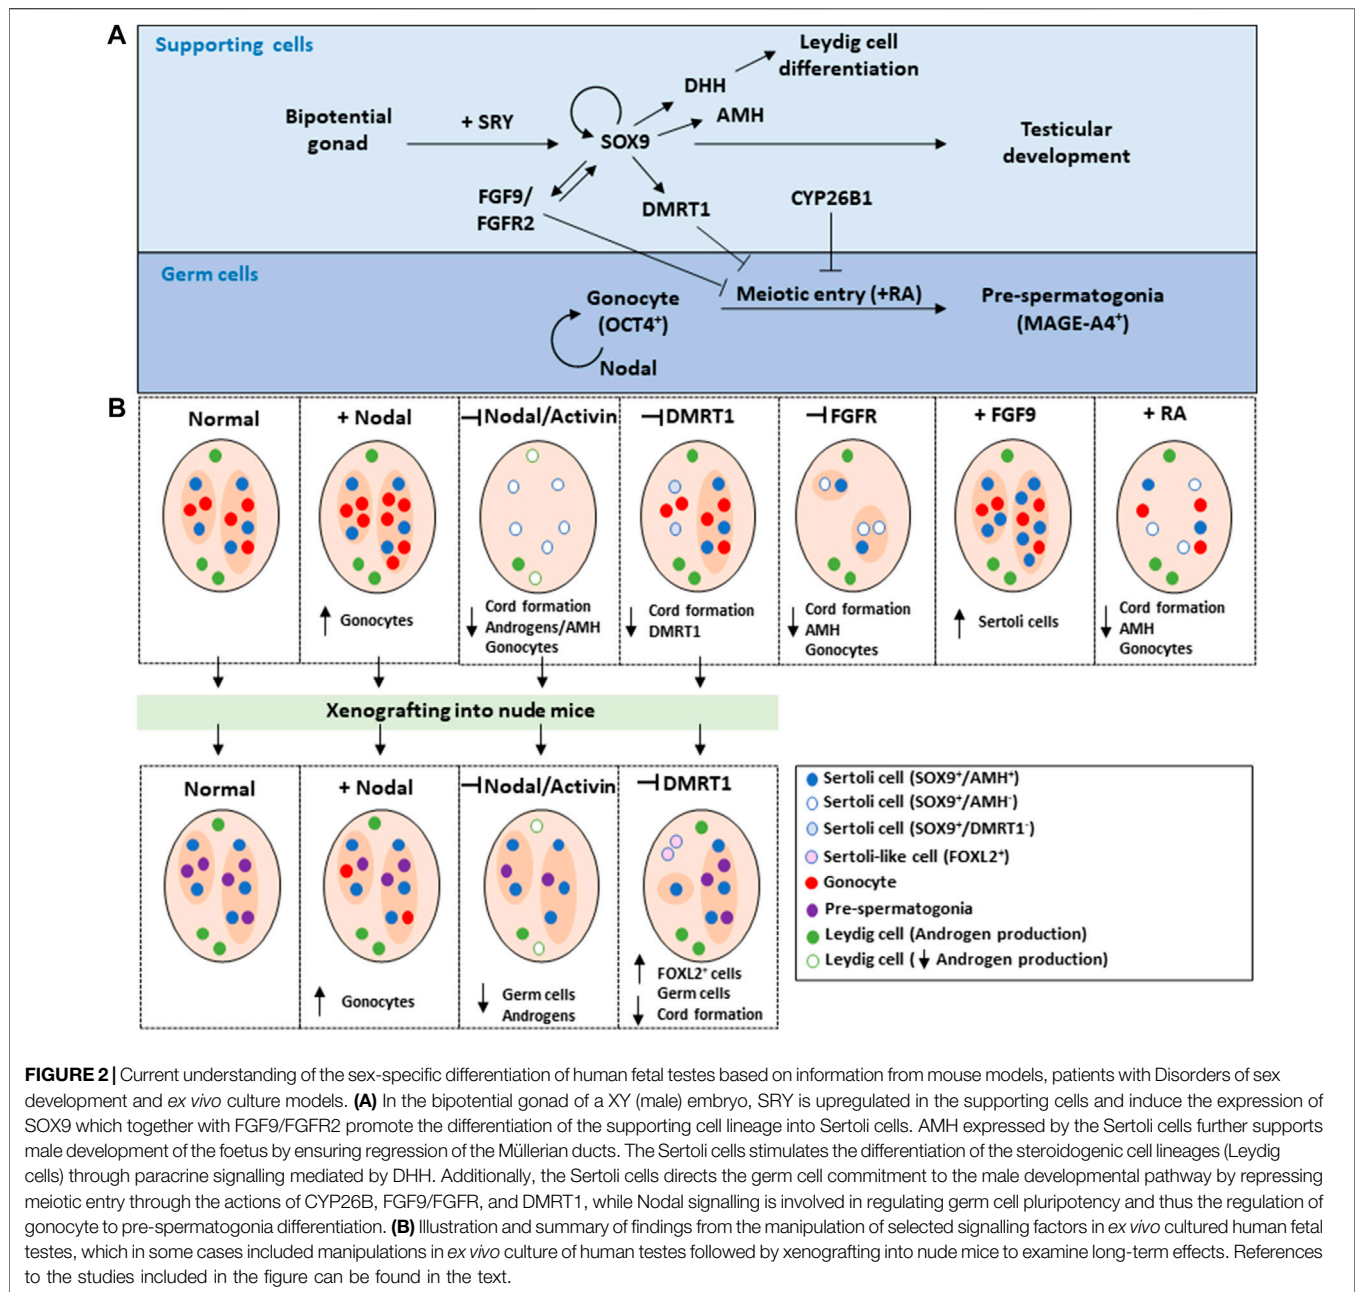 A
Supporting cells
Leydig cell
differentiation
DHH
AMH
Bipotential
gonad
+ SRY
SOX9
Testicular
development
FGF9/
FGFR2
DMRT1
CYP26B1
Germ cells
Gonocyte
(OCT4⁺)
Meiotic entry (+RA)
Pre-spermatogonia
(MAGE-A4⁺)
Nodal
B
Normal
+ Nodal
Nodal/Activin
DMRT1
FGFR
+ FGF9
+ RA
Gonocytes
Cord formation
Androgens/AMH
Gonocytes
Cord formation
DMRT1
Cord formation
AMH
Gonocytes
Sertoli cells
Cord formation
AMH
Gonocytes
Xenografting into nude mice
Normal
+ Nodal
Nodal/Activin
DMRT1
Gonocytes
Germ cells
Androgens
FOXL2⁺ cells
Germ cells
Cord formation
Sertoli cell (SOX9⁺/AMH⁺)
Sertoli cell (SOX9⁺/AMH⁻)
Sertoli cell (SOX9⁺/DMRT1⁻)
Sertoli-like cell (FOXL2⁺)
Gonocyte
Pre-spermatogonia
Leydig cell (Androgen production)
Leydig cell (↓ Androgen production)
FIGURE 2 | Current understanding of the sex-specific differentiation of human fetal testes based on information from mouse models, patients with Disorders of sex
development and ex vivo culture models. (A) In the bipotential gonad of a XY (male) embryo, SRY is upregulated in the supporting cells and induce the expression of
SOX9 which together with FGF9/FGFR2 promote the differentiation of the supporting cell lineage into Sertoli cells. AMH expressed by the Sertoli cells further supports
male development of the foetus by ensuring regression of the Müllerian ducts. The Sertoli cells stimulates the differentiation of the steroidogenic cell lineages (Leydig
cells) through paracrine signalling mediated by DHH. Additionally, the Sertoli cells directs the germ cell commitment to the male developmental pathway by repressing
meiotic entry through the actions of CYP26B, FGF9/FGFR, and DMRT1, while Nodal signalling is involved in regulating germ cell pluripotency and thus the regulation of
gonocyte to pre-spermatogonia differentiation. (B) Illustration and summary of findings from the manipulation of selected signalling factors in ex vivo cultured human fetal
testes, which in some cases included manipulations in ex vivo culture of human testes followed by xenografting into nude mice to examine long-term effects. References
to the studies included in the figure can be found in the text.